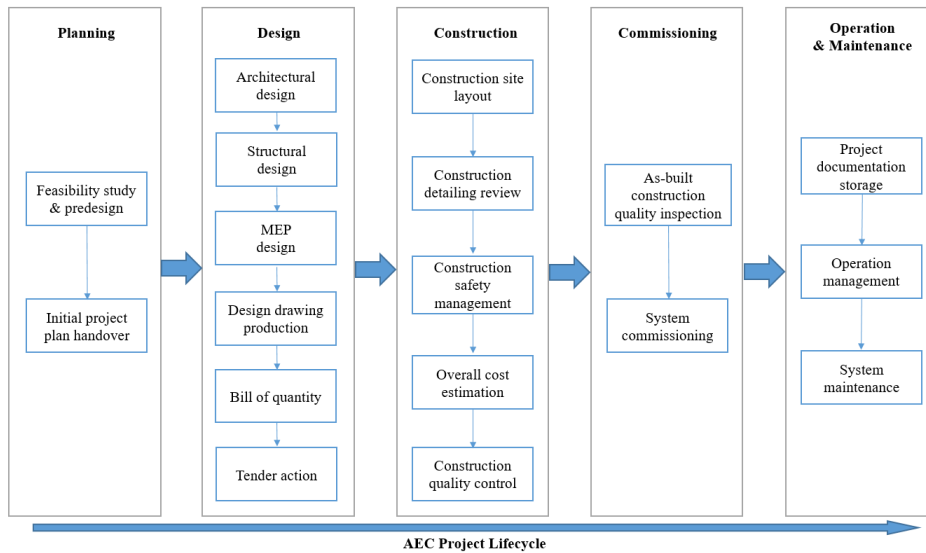 Planning
Feasibility study
& predesign
Initial project
plan handover
Design
Architectural
design
Structural
design
MEP
design
Design drawing
production
Bill of quantity
Tender action
Construction
Construction site
layout
Construction
detailing review
Construction
safety
management
Overall cost
estimation
Construction
quality control
Commissioning
As-built
construction
quality inspection
System
commissioning
Operation
& Maintenance
Project
documentation
storage
Operation
management
System
maintenance
AEC Project Lifecycle